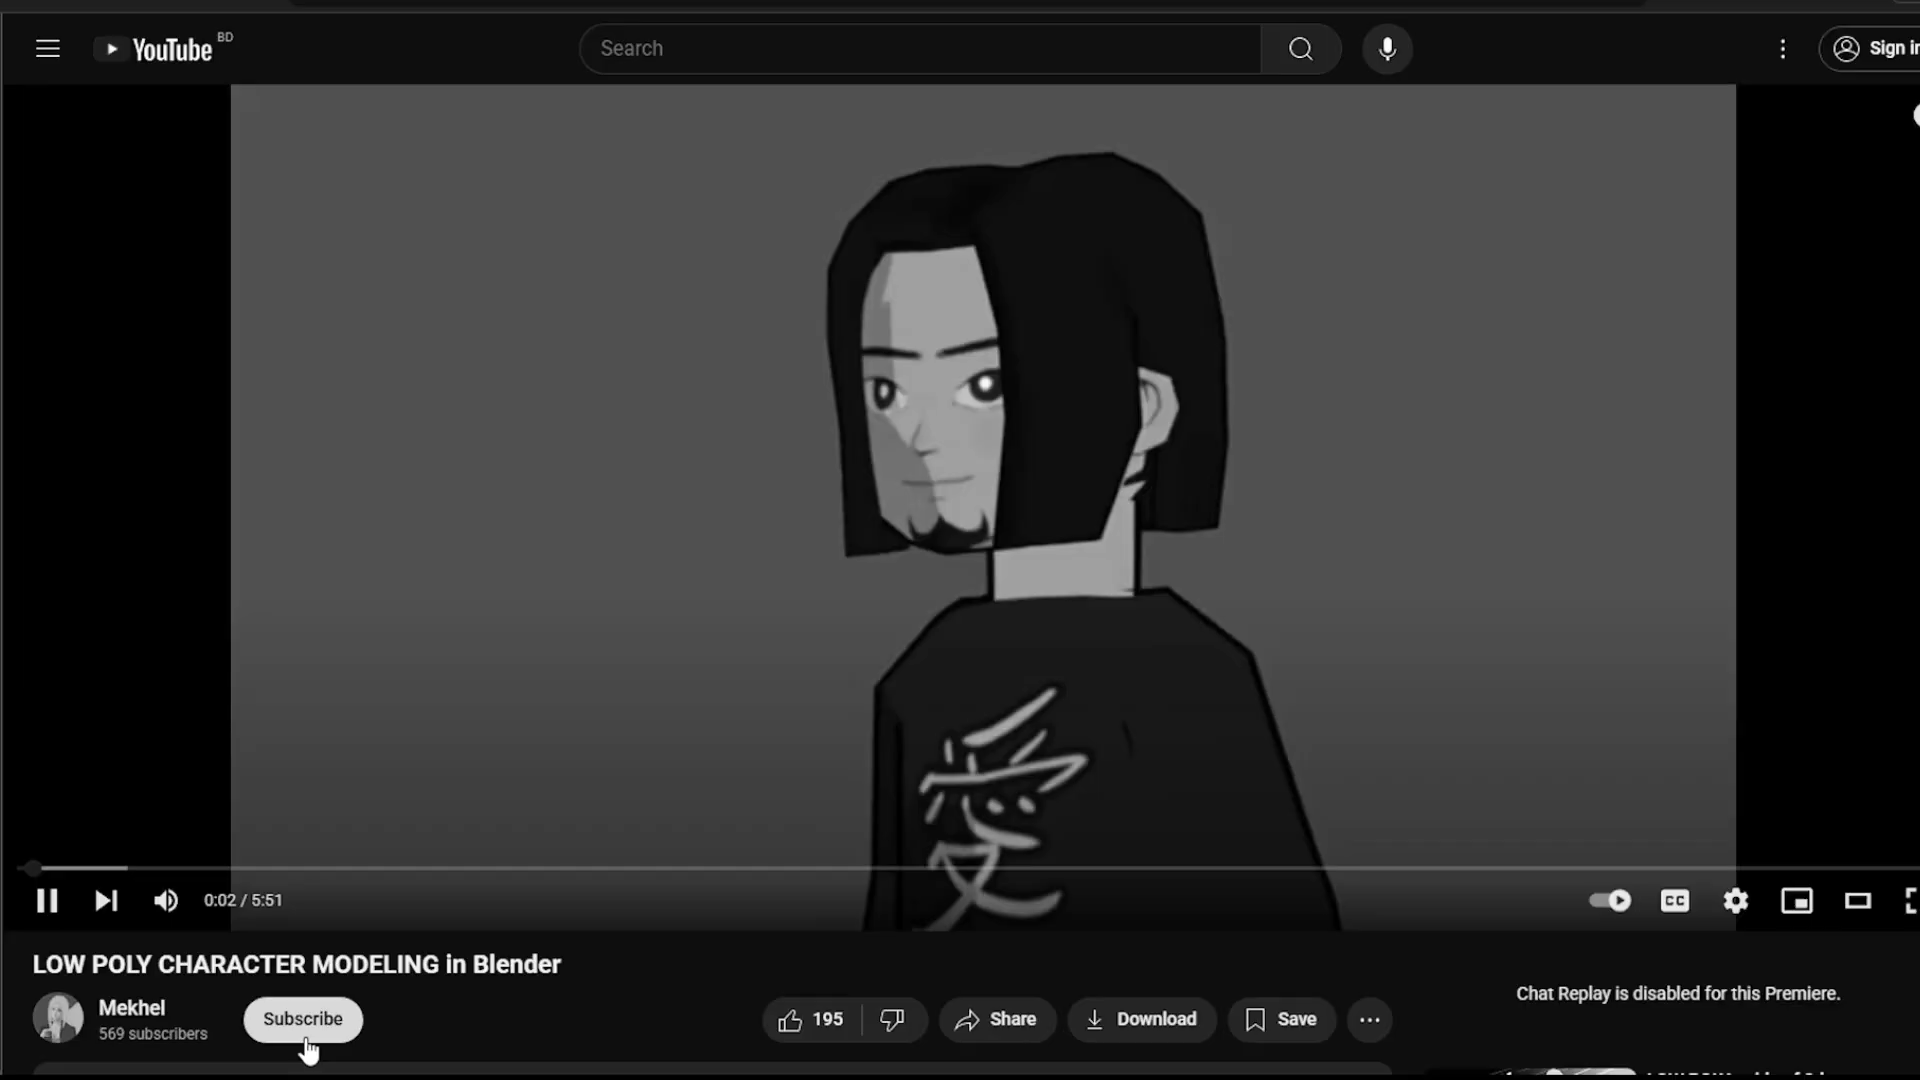 YouTube BD
Search
Sign in
愛
0:02 / 5:51
CC
LOW POLY CHARACTER MODELING in Blender
Mekhel
569 subscribers
Subscribe
195
Share
Download
Save
Chat Replay is disabled for this Premiere.